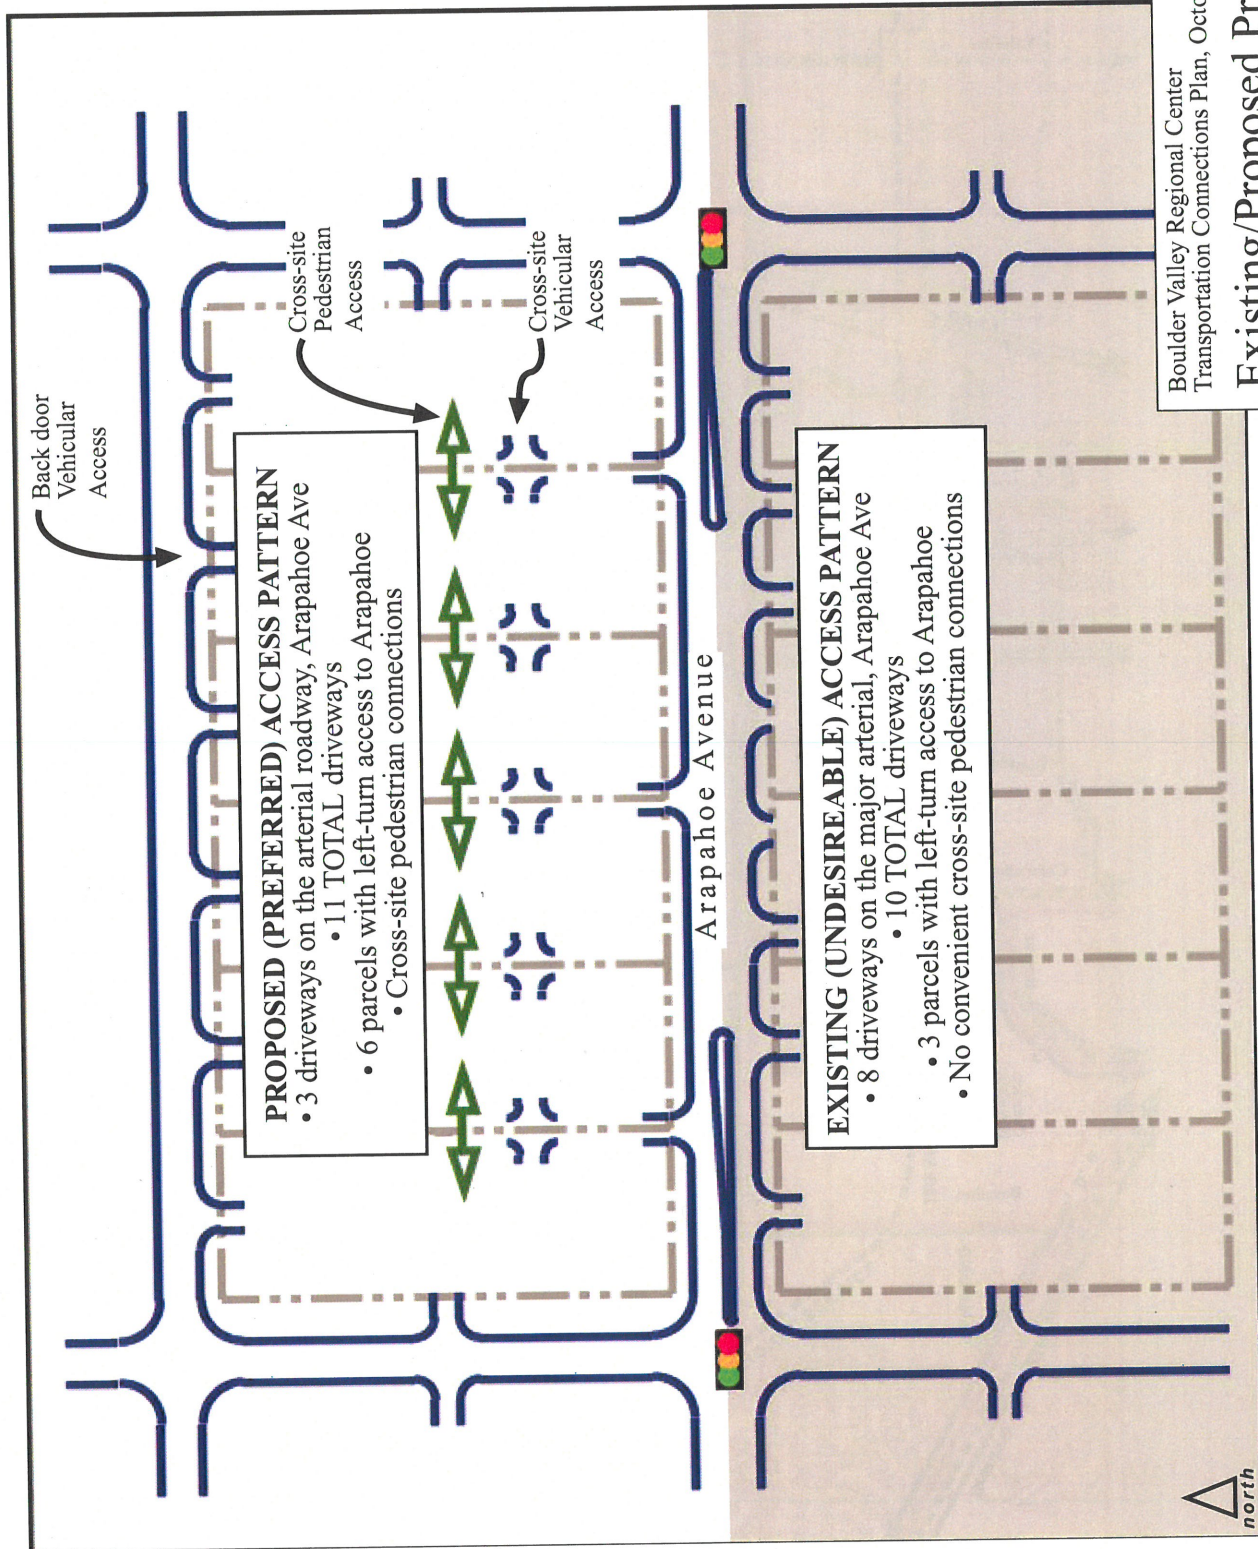 Back door
Vehicular
Access
Cross-site
Pedestrian
Access
Cross-site
Vehicular
Access
PROPOSED (PREFERRED) ACCESS PATTERN
• 3 driveways on the arterial roadway, Arapahoe Ave
• 11 TOTAL driveways
• 6 parcels with left-turn access to Arapahoe
• Cross-site pedestrian connections
Arapahoe Avenue
EXISTING (UNDESIREABLE) ACCESS PATTERN
• 8 driveways on the major arterial, Arapahoe Ave
• 10 TOTAL driveways
• 3 parcels with left-turn access to Arapahoe
• No convenient cross-site pedestrian connections
north
Boulder Valley Regional Center
Transportation Connections Plan, Octo
Existing/Proposed Pr